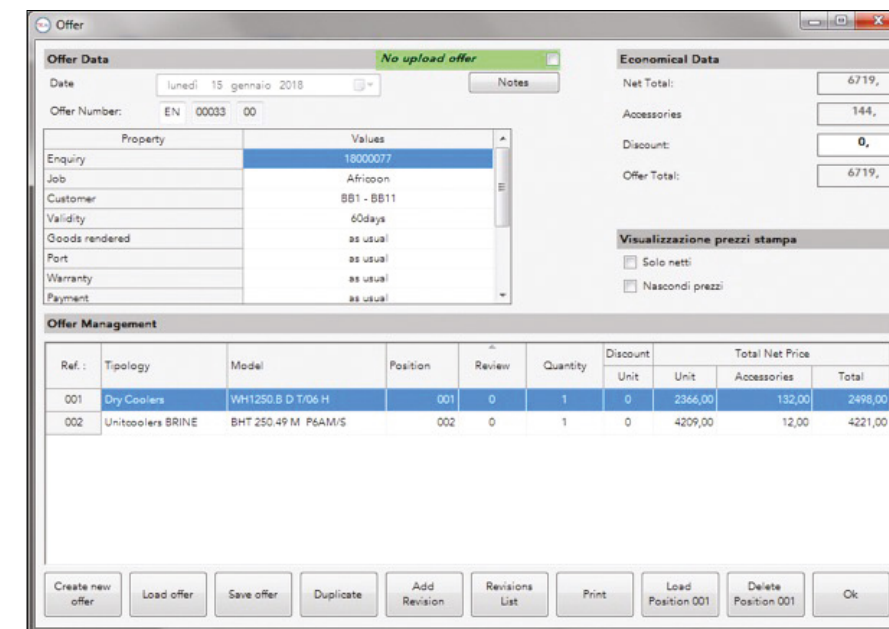 Offer
Offer Data
No upload offer
Date
lunedì 15 gennaio 2018
Notes
Offer Number:
EN 00033 00
Property Values
Enquiry 18000077
Job Africoon
Customer BB1 - BB11
Validity 60days
Goods rendered as usual
Port as usual
Warranty as usual
Payment as usual
Economical Data
Net Total: 6719,
Accessories 144,
Discount: 0,
Offer Total: 6719,
Visualizzazione prezzi stampa
Solo netti
Nascondi prezzi
Offer Management
Ref. : Tipology Model Position Review Quantity Discount Total Net Price
Unit Unit Accessories Total
001 Dry Coolers WH1250.B D T/06 H 001 0 1 0 2366,00 132,00 2498,00
002 Unitcoolers BRINE BHT 250.49 M P6AM/S 002 0 1 0 4209,00 12,00 4221,00
Create new
offer
Load offer
Save offer
Duplicate
Add
Revision
Revisions
List
Print
Load
Position 001
Delete
Position 001
Ok